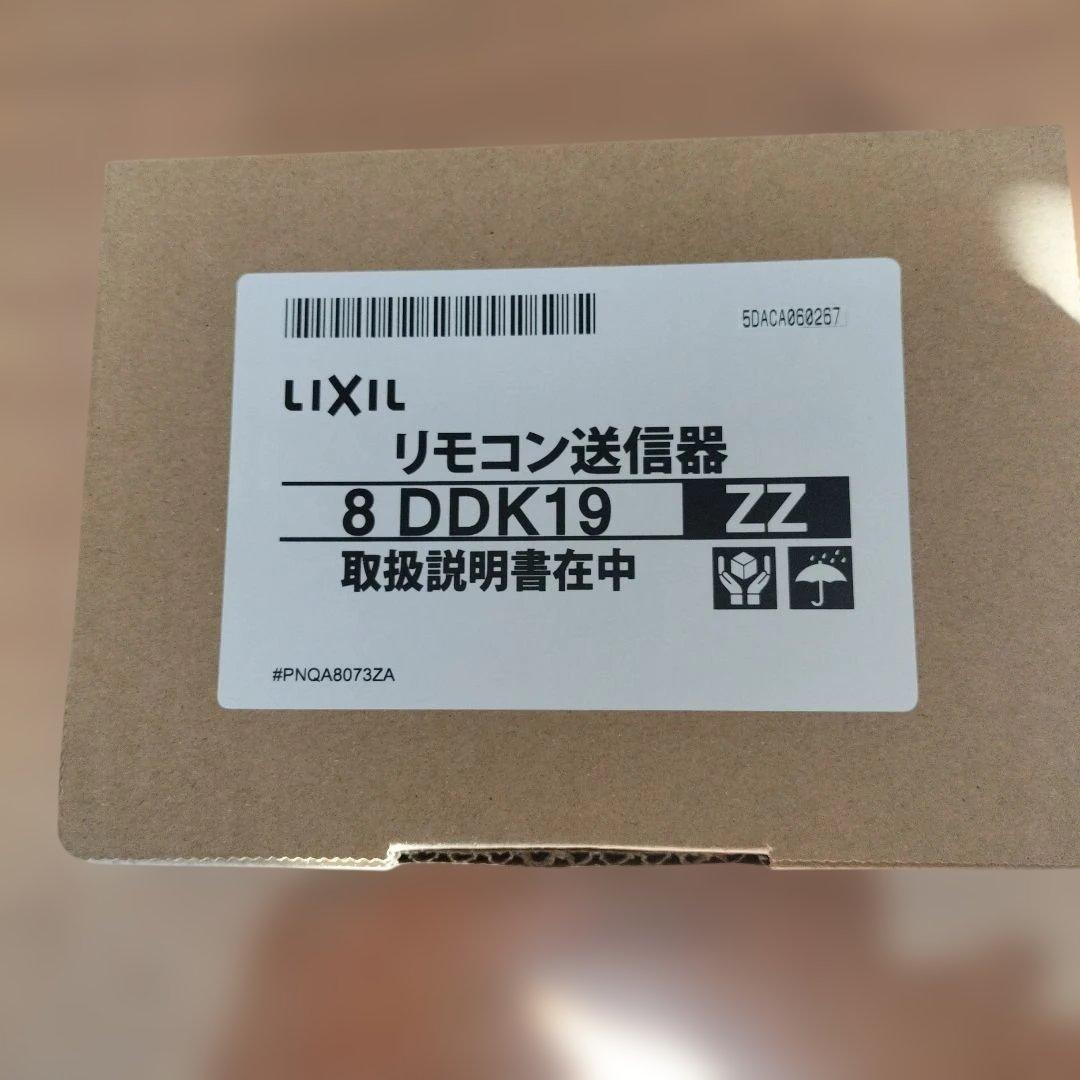 5DACA060267
LIXIL
リモコン送信器
8 DDK19 ZZ
取扱説明書在中
#PNQA8073ZA